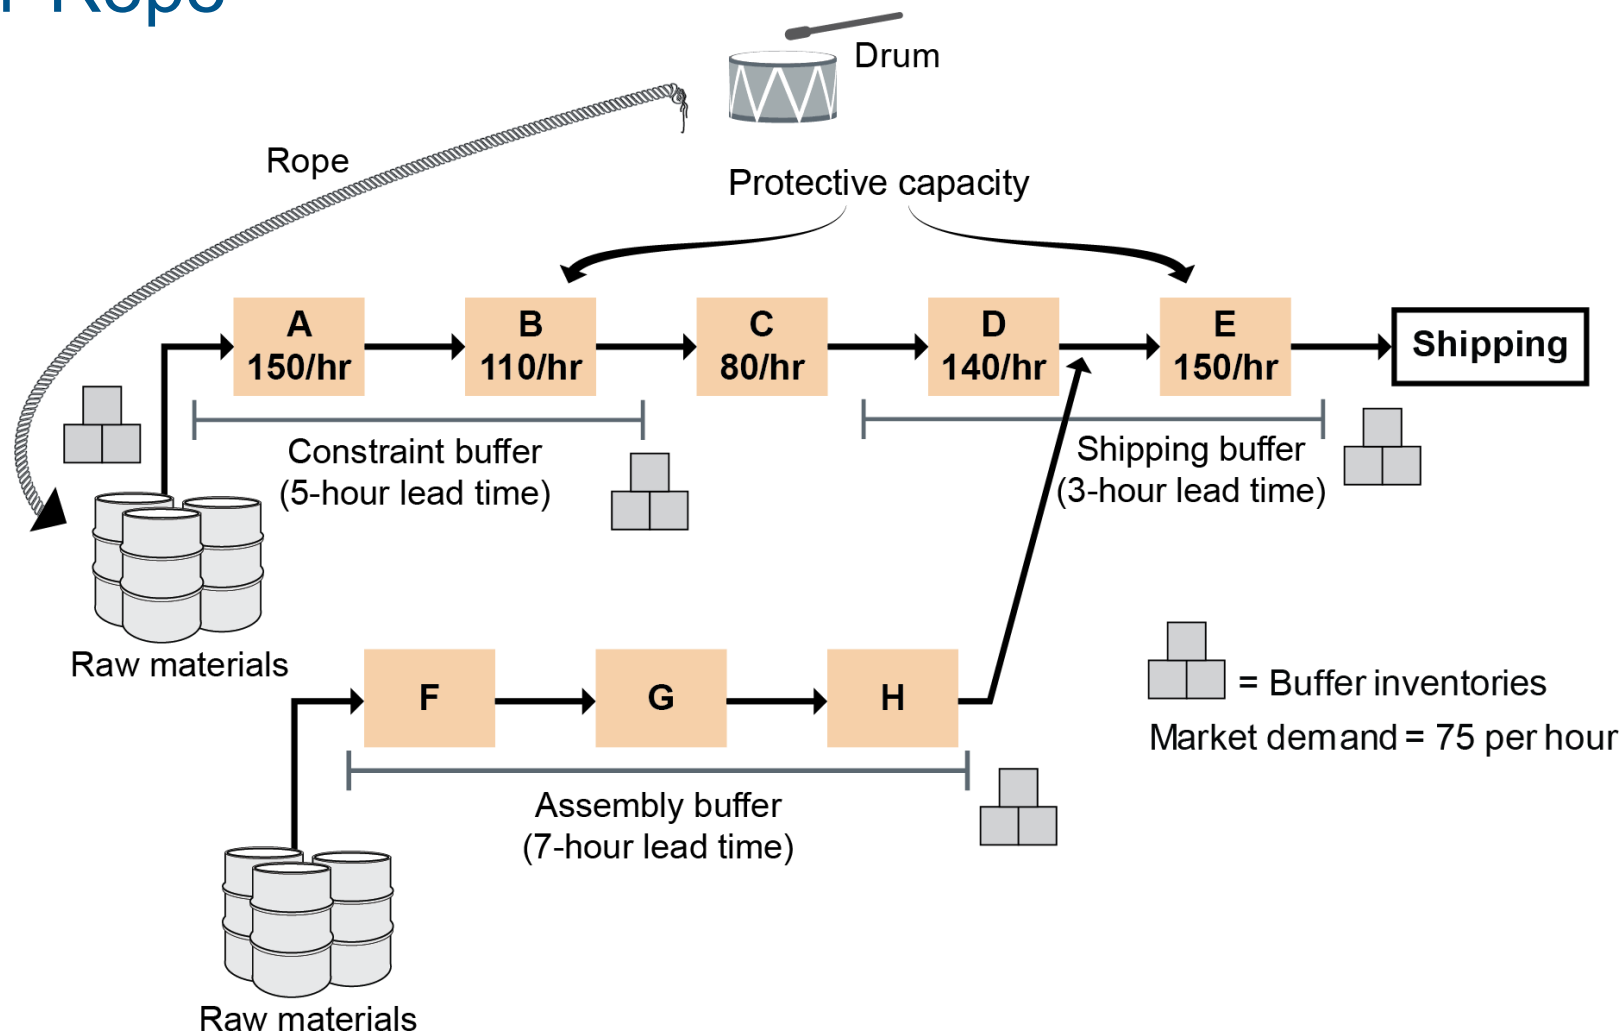 Rope
Drum
Rope
Protective capacity
A
150/hr
B
110/hr
C
80/hr
D
140/hr
E
150/hr
Shipping
Constraint buffer
(5-hour lead time)
Shipping buffer
(3-hour lead time)
Raw materials
F
G
H
= Buffer inventories
Market demand = 75 per hour
Assembly buffer
(7-hour lead time)
Raw materials